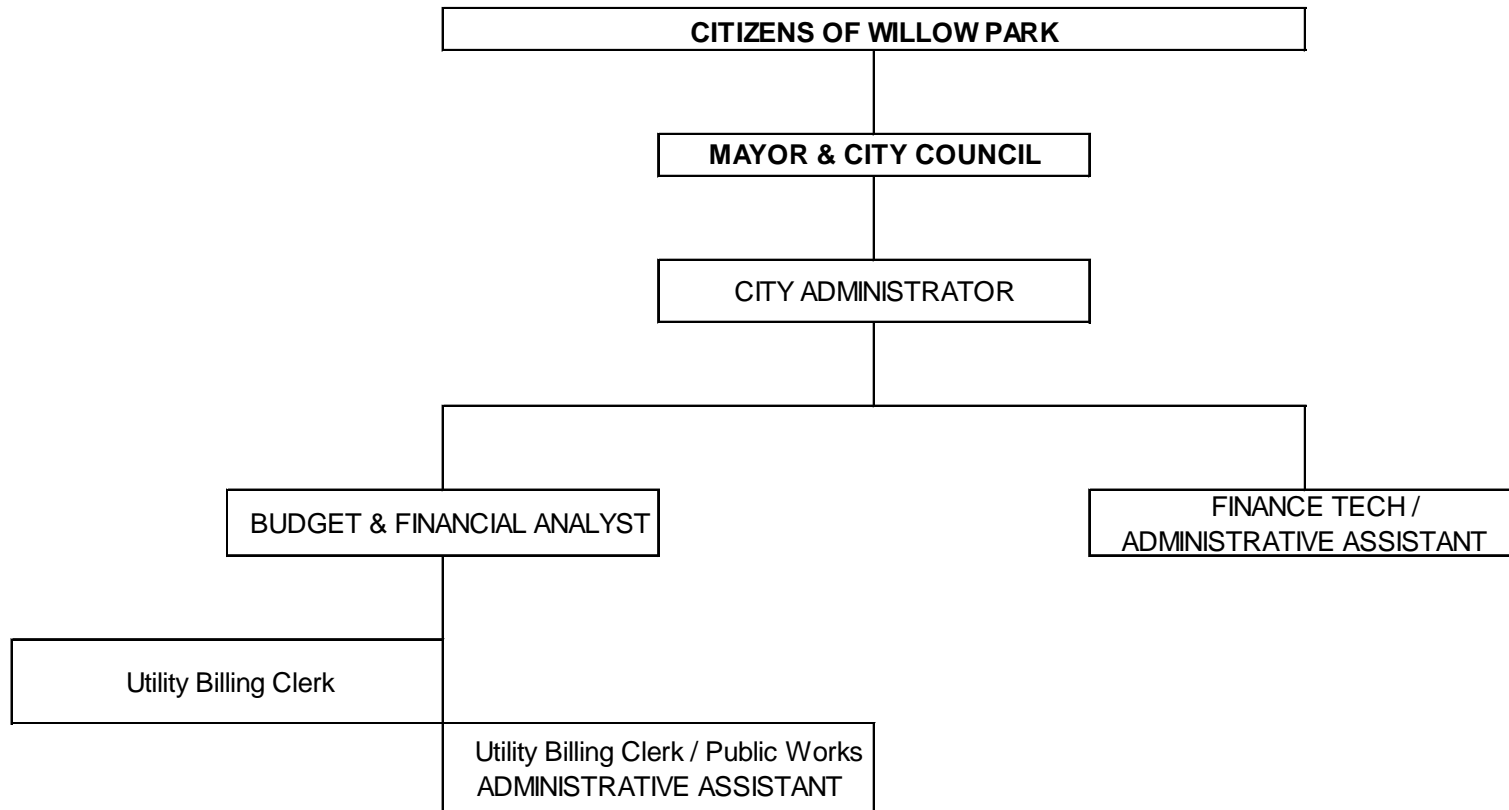 CITIZENS OF WILLOW PARK
MAYOR & CITY COUNCIL
CITY ADMINISTRATOR
BUDGET & FINANCIAL ANALYST
FINANCE TECH /
ADMINISTRATIVE ASSISTANT
Utility Billing Clerk
Utility Billing Clerk / Public Works
ADMINISTRATIVE ASSISTANT